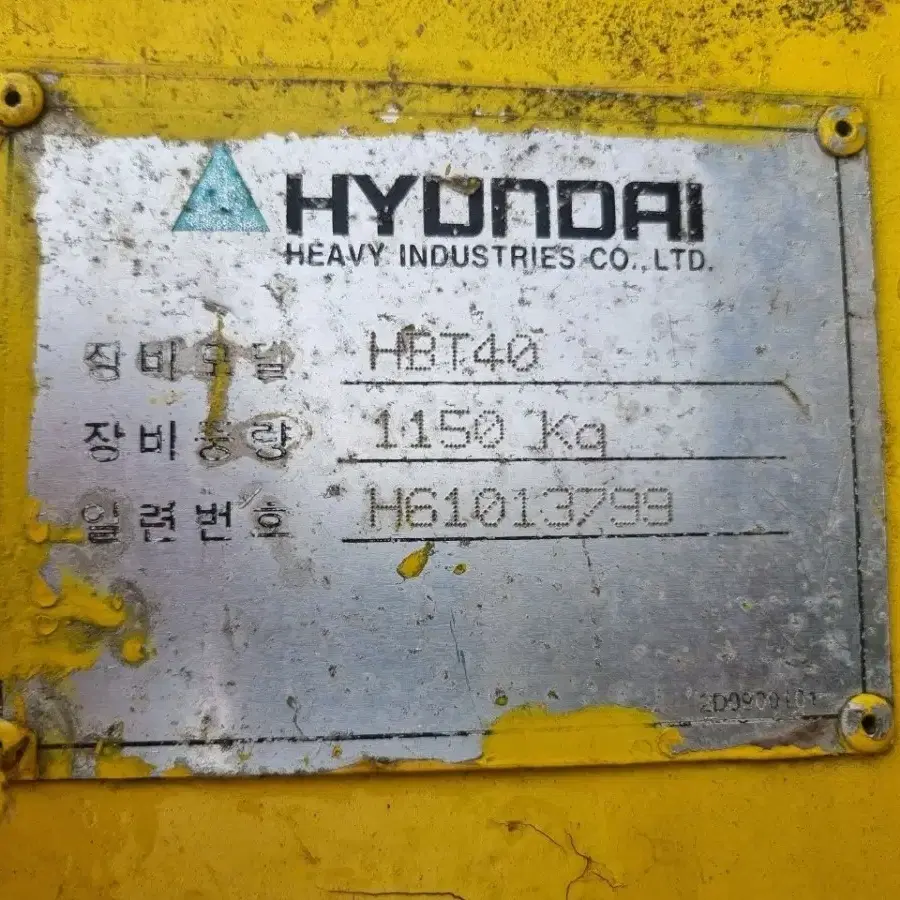 HYUNDAI
HEAVY INDUSTRIES CO., LTD.
장비모델 HBT40
장비중량 1150 Kg
일련번호 H61013799